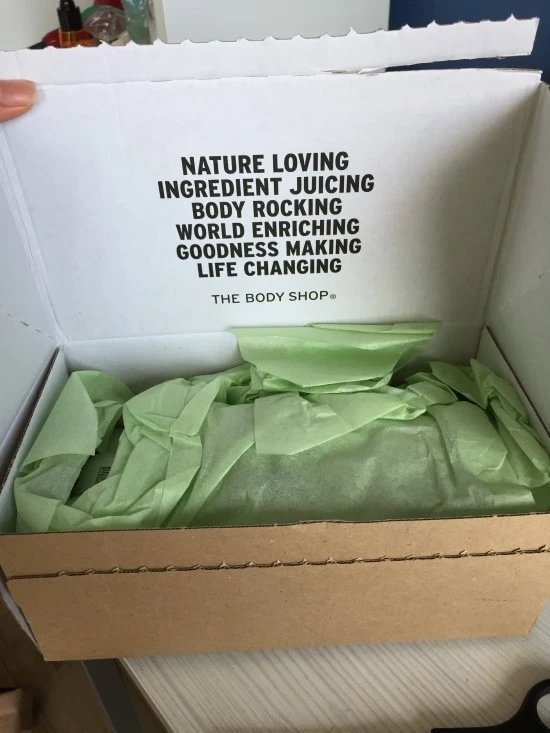 NATURE LOVING
INGREDIENT JUICING
BODY ROCKING
WORLD ENRICHING
GOODNESS MAKING
LIFE CHANGING
THE BODY SHOP®